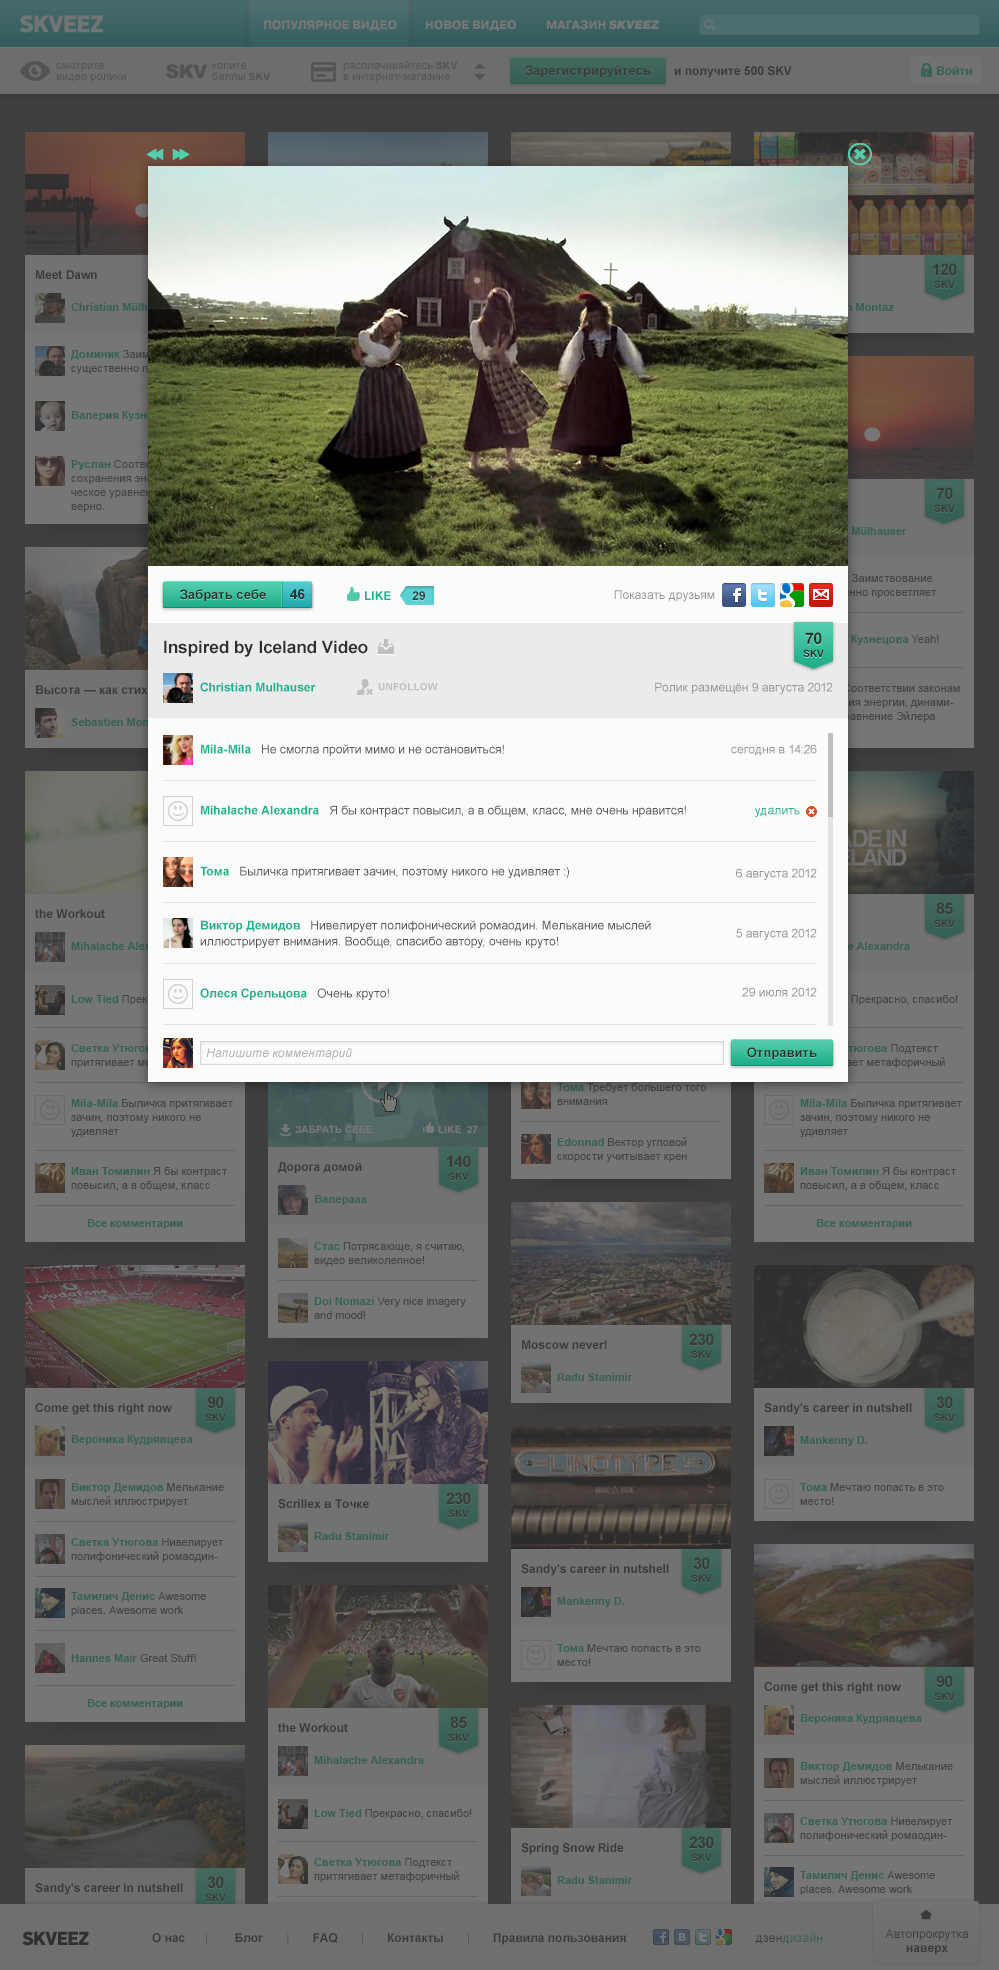 SKVEEZ
ПОПУЛЯРНОЕ ВИДЕО
НОВОЕ ВИДЕО
МАГАЗИН SKVEEZ
смотрите
видео ролики
SKV
копите
баллы SKV
расплачивайтесь SKV
в интернет-магазине
Зарегистрируйтесь
и получите 500 SKV
Войти
Meet Dawn
Christian Mülh
Доминик Заим
существенно п
Валерия Кузн
Руслан Соотв
сохранения эн
ческое уравне
верно.
120
SKV
Montaz
70
SKV
Mülhauser
Заимствование
нно просветляет
Кузнецова Yeah!
Соответствии законам
ия энергии, динами-
авнение Эйлера
Забрать себе 46
LIKE 29
Показать друзьям
Inspired by Iceland Video
70
SKV
Christian Mulhauser
UNFOLLOW
Ролик размещён 9 августа 2012
Mila-Mila Не смогла пройти мимо и не остановиться!
сегодня в 14:26
Mihalache Alexandra Я бы контраст повысил, а в общем, класс, мне очень нравится!
удалить
Тома Быличка притягивает зачин, поэтому никого не удивляет :)
6 августа 2012
Виктор Демидов Нивелирует полифонический ромаодин. Мелькание мыслей
иллюстрирует внимания. Вообще, спасибо автору, очень круто!
5 августа 2012
Олеся Срельцова Очень круто!
29 июля 2012
Напишите комментарий
Отправить
Высота — как стих
Sebastien Mon
the Workout
Mihalache Alex
Low Tied Прек
Светка Утюгов
притягивает ме
Mila-Mila Быличка притягивает
зачин, поэтому никого не
удивляет
Иван Томилин Я бы контраст
повысил, а в общем, класс
Все комментарии
Come get this right now
90
SKV
Вероника Кудрявцева
Виктор Демидов Мелькание
мыслей иллюстрирует
Светка Утюгова Нивелирует
полифонический ромаодин-
Тамилич Денис Awesome
places. Awesome work
Hannes Mair Great Stuff!
Все комментарии
Sandy's career in nutshell
30
SKV
ЗАБРАТЬ СЕБЕ
LIKE 27
Дорога домой
140
SKV
Валераaa
Стас Потрясающе, я считаю,
видео великолепное!
Doi Nomazi Very nice imagery
and mood!
Scrillex в Точке
230
SKV
Radu Stanimir
the Workout
85
SKV
Mihalache Alexandra
Low Tied Прекрасно, спасибо!
Светка Утюгова Подтекст
притягивает метафоричный
Тома Требует большего того
внимания
Edonnad Вектор угловой
скорости учитывает крен
Moscow never!
230
SKV
Radu Stanimir
LINOTYPE
Sandy's career in nutshell
30
SKV
Mankenny D.
Тома Мечтаю попасть в это
место!
Spring Snow Ride
230
SKV
Radu Stanimir
ADE IN
ELAND
85
SKV
e Alexandra
Прекрасно, спасибо!
тюгова Подтекст
ает метафоричный
Mila-Mila Быличка притягивает
зачин, поэтому никого не
удивляет
Иван Томилин Я бы контраст
повысил, а в общем, класс
Все комментарии
Sandy's career in nutshell
30
SKV
Mankenny D.
Тома Мечтаю попасть в это
место!
Come get this right now
90
SKV
Вероника Кудрявцева
Виктор Демидов Мелькание
мыслей иллюстрирует
Светка Утюгова Нивелирует
полифонический ромаодин-
Тамилич Денис Awesome
places. Awesome work
vodafone
SKVEEZ
О нас
Блог
FAQ
Контакты
Правила пользования
дзендизайн
Автопрокрутка
наверх